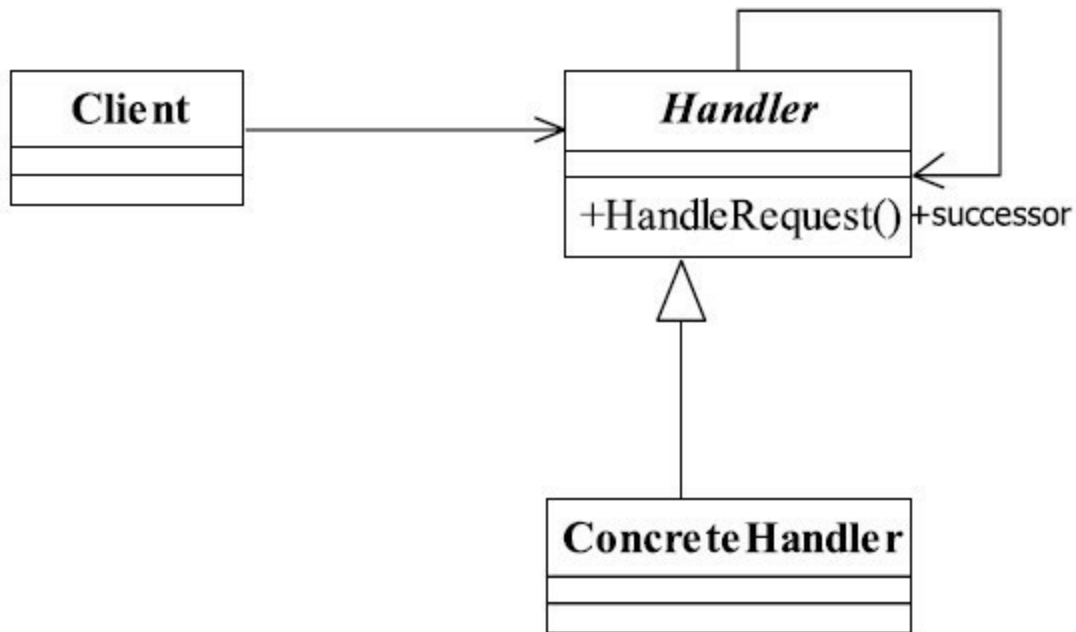 Client
Handler
+HandleRequest()
+successor
ConcreteHandler